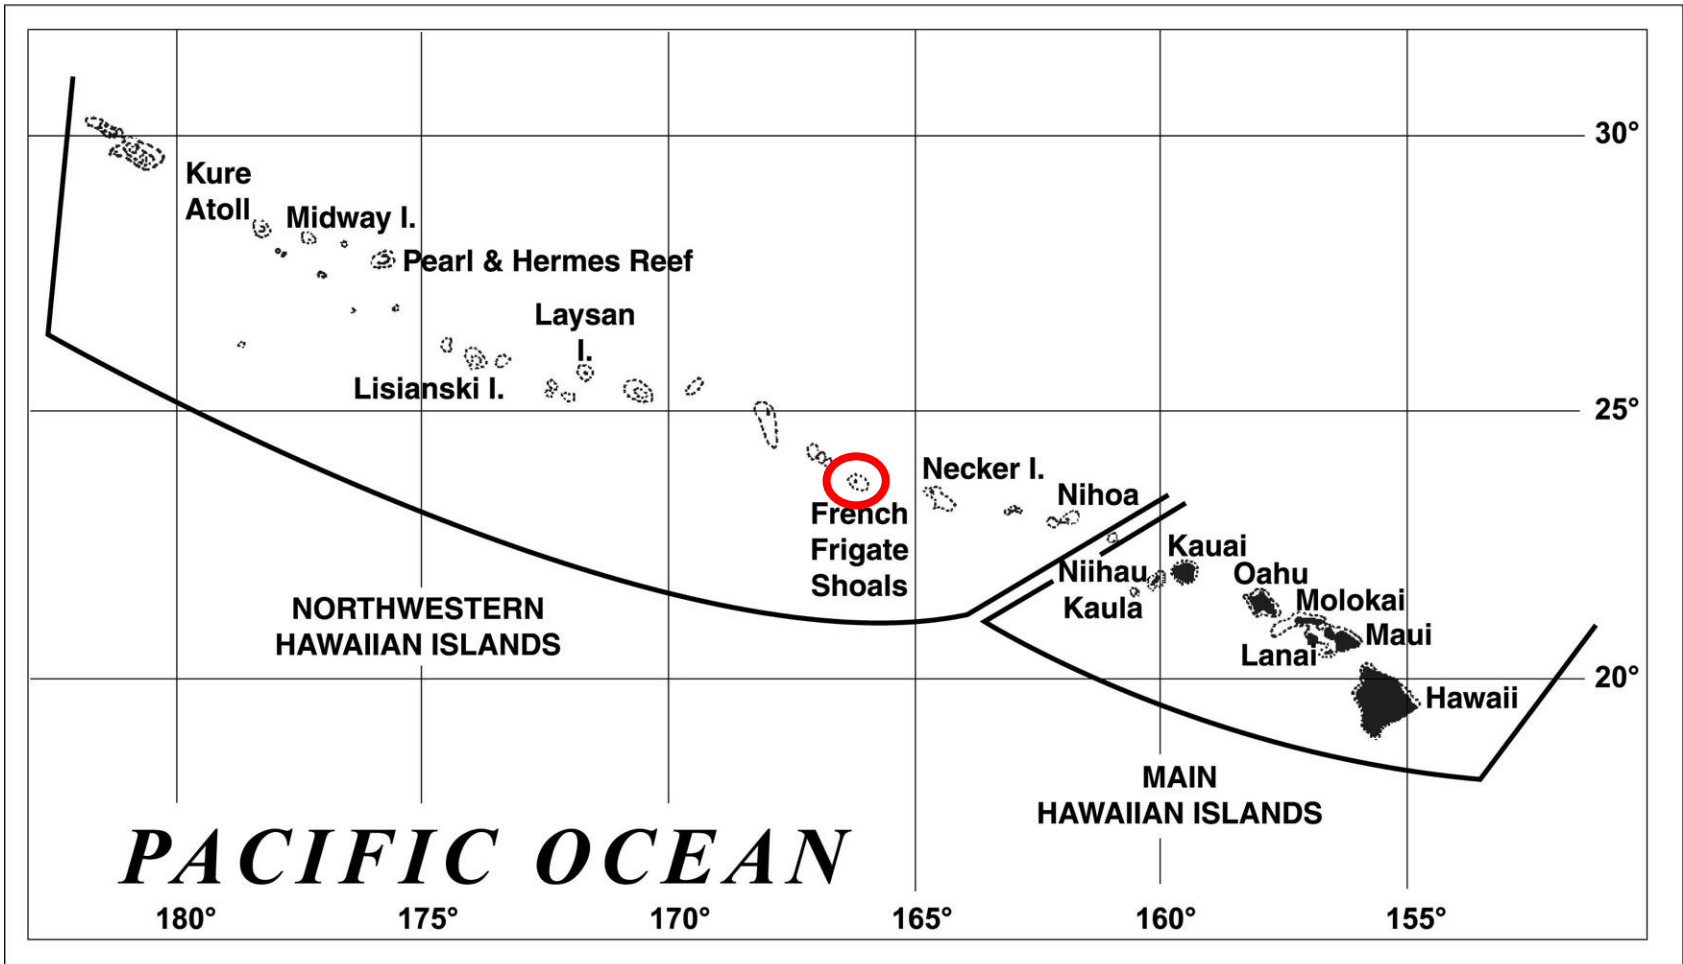 30°
Kure
Atoll
Midway I.
Pearl & Hermes Reef
Laysan
I.
Lisianski I.
25°
Necker I.
Nihoa
French
Frigate
Shoals
Kauai
Niihau
Kaula
Oahu
Molokai
Maui
Lanai
20°
Hawaii
NORTHWESTERN
HAWAIIAN ISLANDS
MAIN
HAWAIIAN ISLANDS
PACIFIC OCEAN
180°
175°
170°
165°
160°
155°